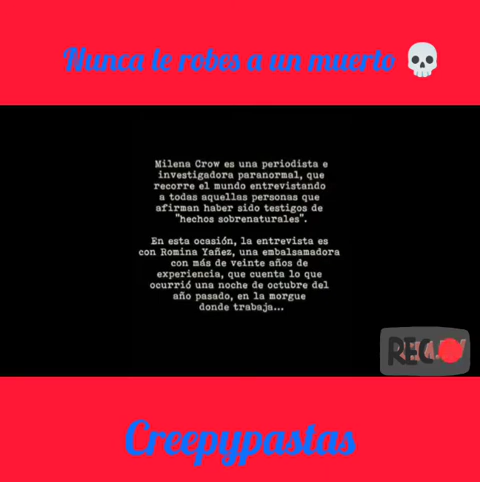 Nunca le robes a un muerto 💀
Milena Crow es una periodista e
investigadora paranormal, que
recorre el mundo entrevistando
a todas aquellas personas que
afirman haber sido testigos de
"hechos sobrenaturales".
En esta ocasión, la entrevista es
con Romina Yañez, una embalsamadora
con más de veinte años de
experiencia, que cuenta lo que
ocurrió una noche de octubre del
año pasado, en la morgue
donde trabaja...
REC
Creepypastas